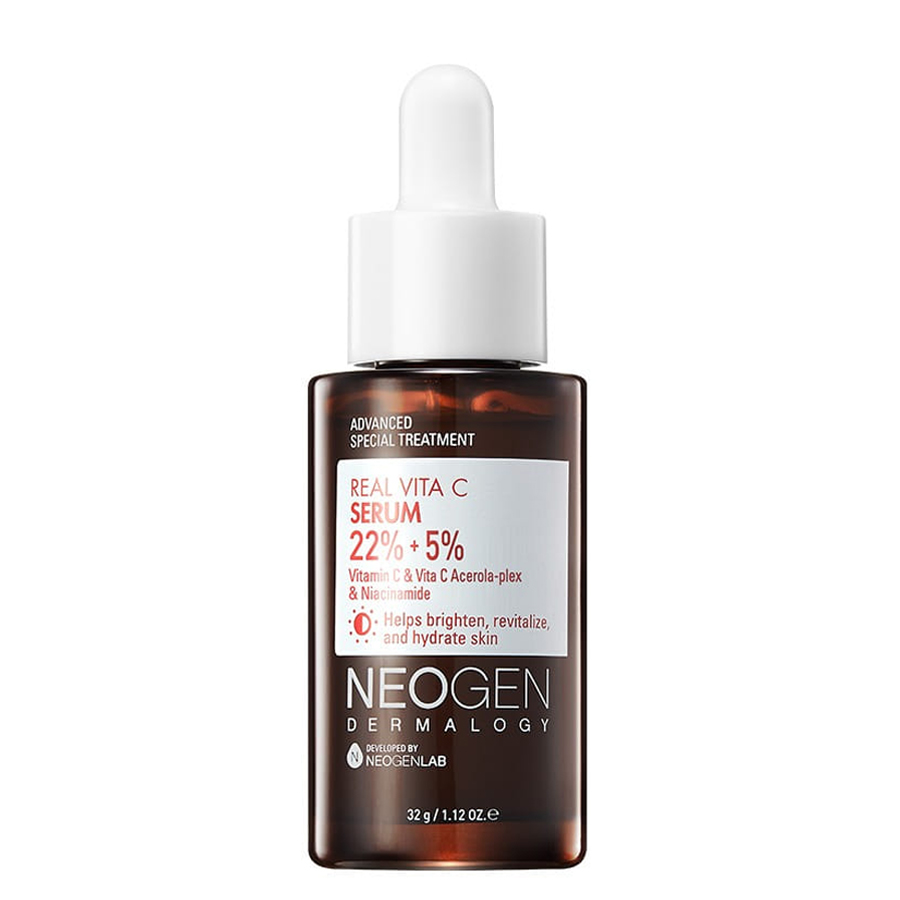 ADVANCED
SPECIAL TREATMENT
REAL VITA C
SERUM
22% + 5%
Vitamin C & Vita C Acerola-plex
& Niacinamide
Helps brighten, revitalize,
and hydrate skin
NEOGEN
DERMALOGY
N
DEVELOPED BY
NEOGENLAB
32 g / 1.12 OZ. ℮